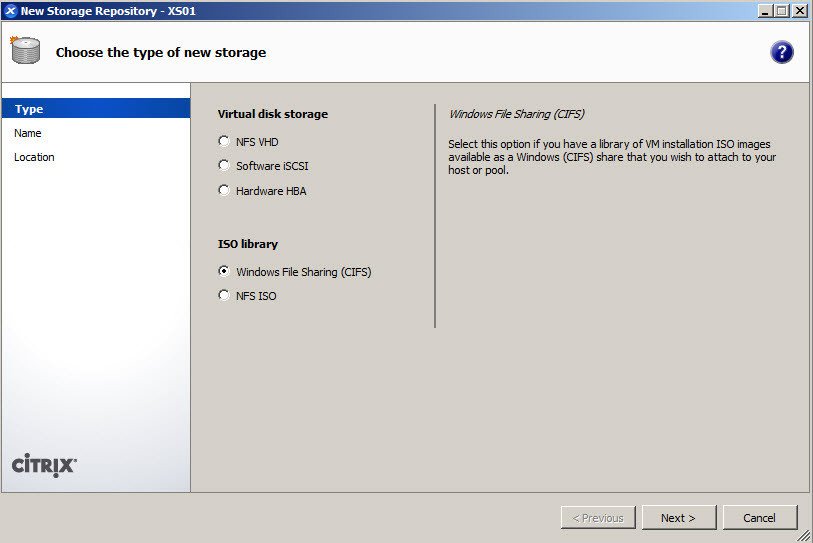 New Storage Repository - XS01
Choose the type of new storage
?
Type
Name
Location
Virtual disk storage
NFS VHD
Software iSCSI
Hardware HBA
ISO library
Windows File Sharing (CIFS)
NFS ISO
Windows File Sharing (CIFS)
Select this option if you have a library of VM installation ISO images
available as a Windows (CIFS) share that you wish to attach to your
host or pool.
CITRIX
< Previous
Next >
Cancel